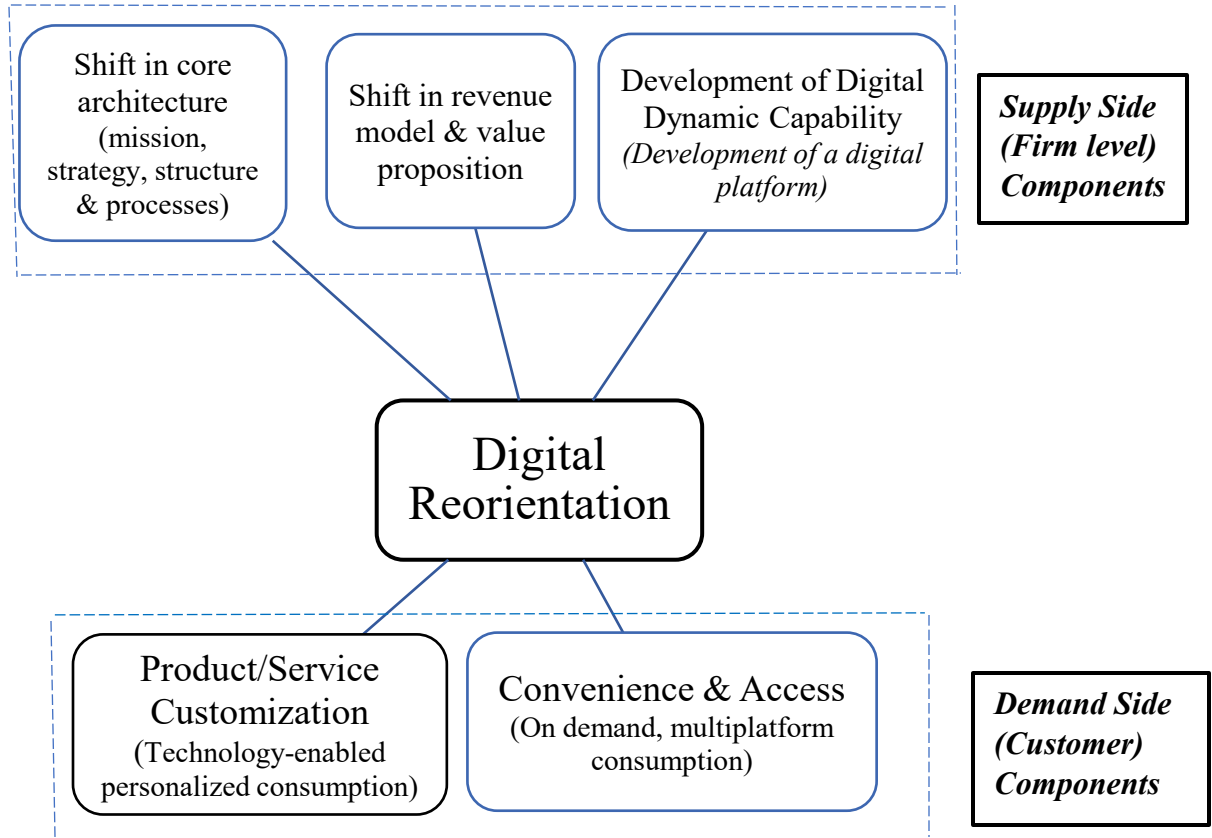 Shift in core
architecture
(mission,
strategy, structure
& processes)
Shift in revenue
model & value
proposition
Development of Digital
Dynamic Capability
(Development of a digital
platform)
Supply Side
(Firm level)
Components
Digital
Reorientation
Product/Service
Customization
(Technology-enabled
personalized consumption)
Convenience & Access
(On demand, multiplatform
consumption)
Demand Side
(Customer)
Components